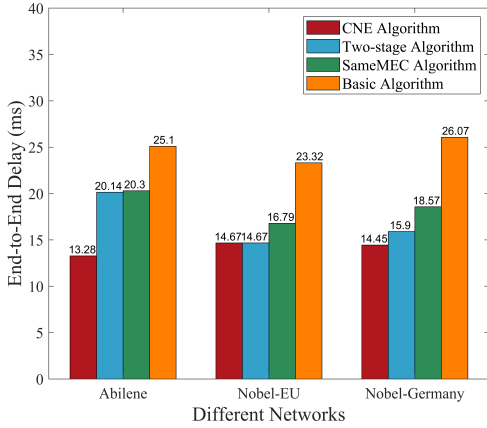 40
35
30
25
20
15
10
5
0
End-to-End Delay (ms)
CNE Algorithm
Two-stage Algorithm
SameMEC Algorithm
Basic Algorithm
13.28
20.14
20.3
25.1
14.67
14.67
16.79
23.32
14.45
15.9
18.57
26.07
Abilene
Nobel-EU
Nobel-Germany
Different Networks